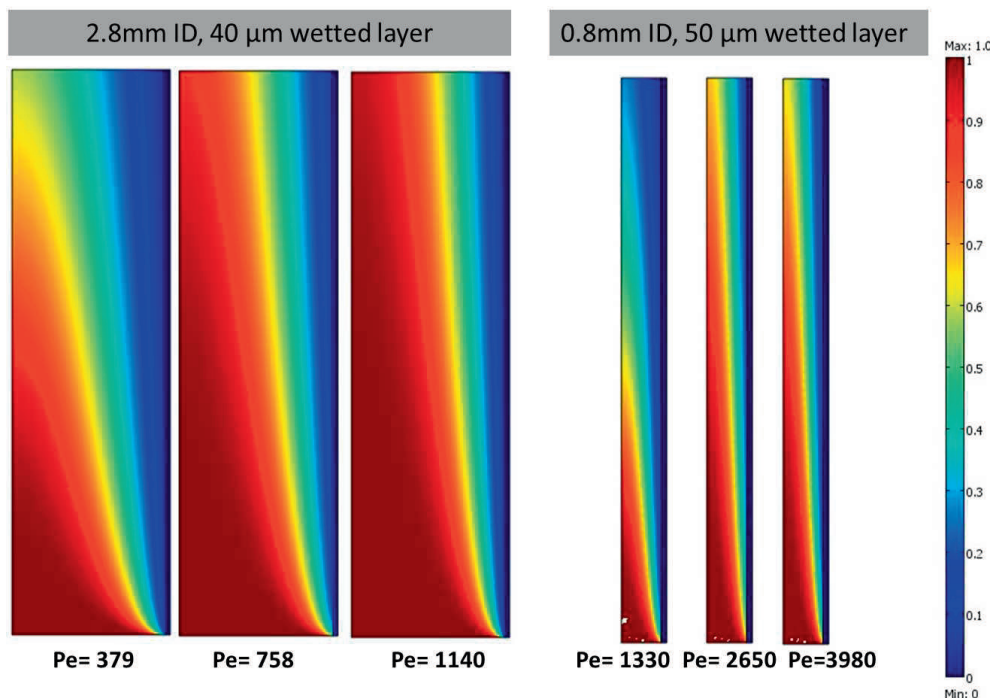 2.8mm ID, 40 μm wetted layer
0.8mm ID, 50 μm wetted layer
Max: 1.0
1
0.9
0.8
0.7
0.6
0.5
0.4
0.3
0.2
0.1
0
Min: 0
Pe= 379
Pe= 758
Pe= 1140
Pe= 1330
Pe= 2650
Pe=3980